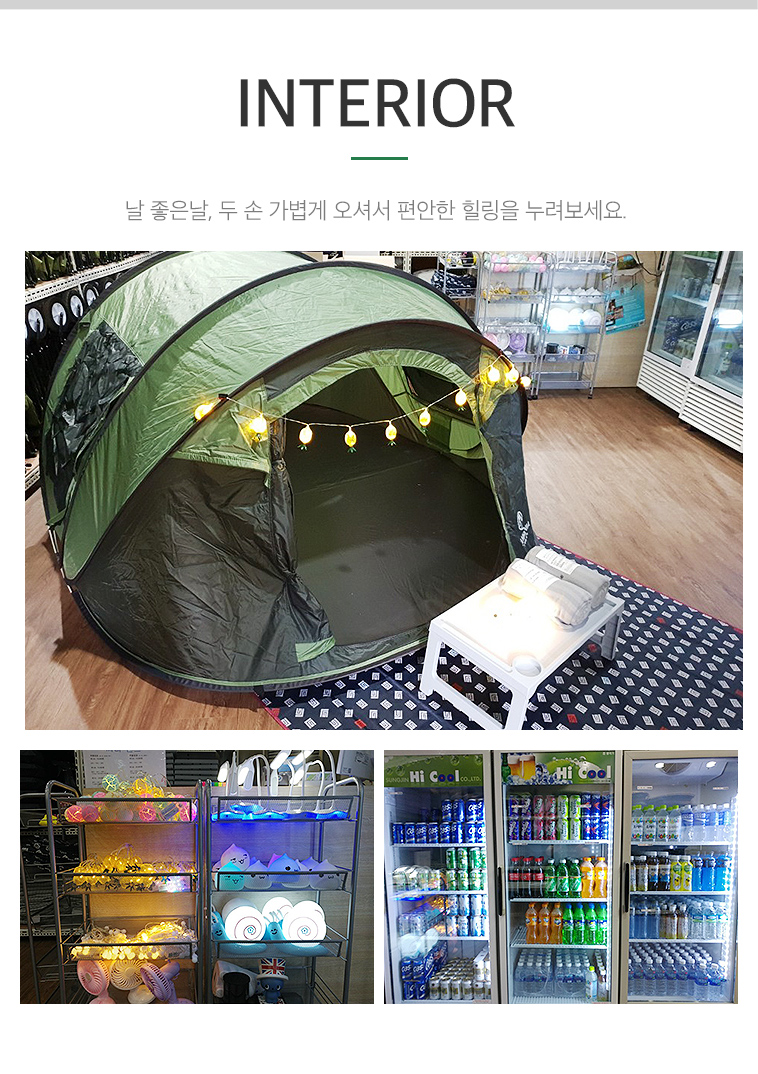 INTERIOR
날 좋은날, 두 손 가볍게 오셔서 편안한 힐링을 누려보세요.
SUNGJIN Hi Cool CO.,LTD.
Hi Cool